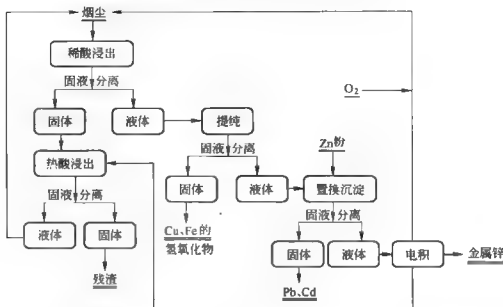 烟尘
稀酸浸出
固液分离
O₂
固体
液体
提纯
固液分离
Zn粉
热酸浸出
固体
液体
置换沉淀
固液分离
固液分离
液体
固体
Cu、Fe的
氢氧化物
固体
液体
电积
金属锌
残渣
Pb、Cd